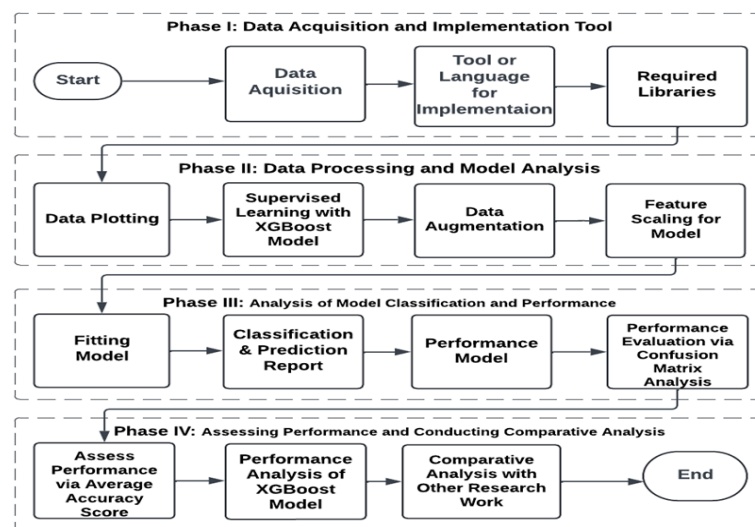 Phase I: Data Acquisition and Implementation Tool
Start
Data
Aquisition
Tool or
Language
for
Implementaion
Required
Libraries
Phase II: Data Processing and Model Analysis
Data Plotting
Supervised
Learning with
XGBoost
Model
Data
Augmentation
Feature
Scaling for
Model
Phase III: Analysis of Model Classification and Performance
Fitting
Model
Classification
& Prediction
Report
Performance
Model
Performance
Evaluation via
Confusion
Matrix
Analysis
Phase IV: Assessing Performance and Conducting Comparative Analysis
Assess
Performance
via Average
Accuracy
Score
Performance
Analysis of
XGBoost
Model
Comparative
Analysis with
Other Research
Work
End